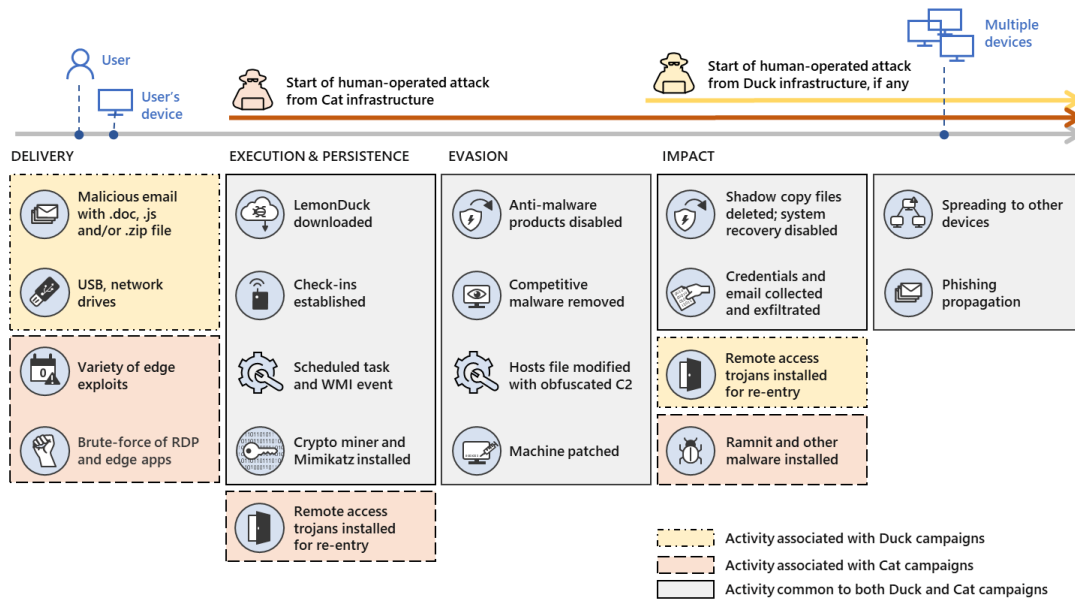 User
User's
device
Start of human-operated attack
from Cat infrastructure
Start of human-operated attack
from Duck infrastructure, if any
Multiple
devices
DELIVERY
Malicious email
with .doc, .js
and/or .zip file
USB, network
drives
Variety of edge
exploits
Brute-force of RDP
and edge apps
EXECUTION & PERSISTENCE
LemonDuck
downloaded
Check-ins
established
Scheduled task
and WMI event
Crypto miner and
Mimikatz installed
Remote access
trojans installed
for re-entry
EVASION
Anti-malware
products disabled
Competitive
malware removed
Hosts file modified
with obfuscated C2
Machine patched
IMPACT
Shadow copy files
deleted; system
recovery disabled
Credentials and
email collected
and exfiltrated
Remote access
trojans installed
for re-entry
Ramnit and other
malware installed
Spreading to other
devices
Phishing
propagation
Activity associated with Duck campaigns
Activity associated with Cat campaigns
Activity common to both Duck and Cat campaigns